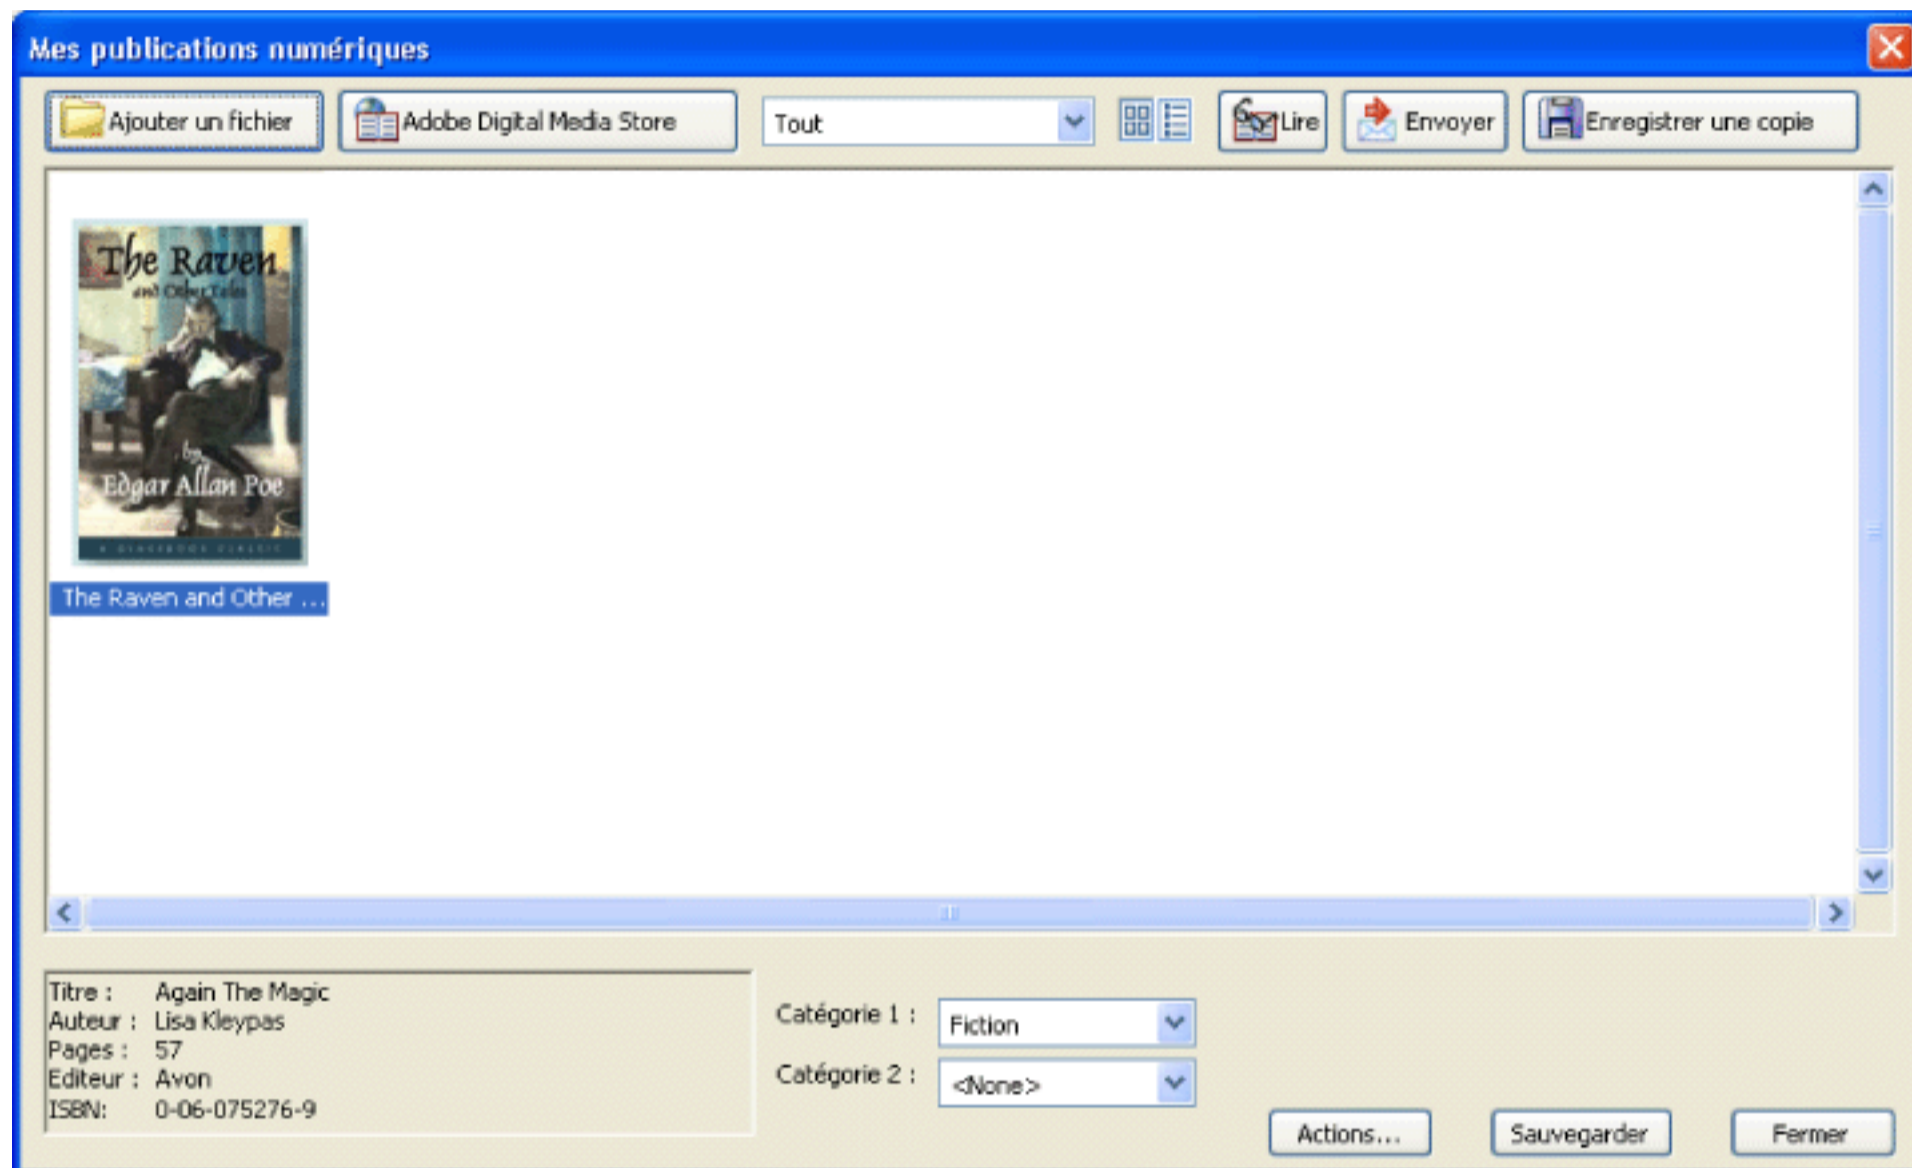 Mes publications numériques
Ajouter un fichier Adobe Digital Media Store Tout Lire Envoyer Enregistrer une copie
The Raven
and Other Tales
by
Edgar Allan Poe
A GLASSBOOK CLASSIC
The Raven and Other ...
Titre : Again The Magic
Auteur : Lisa Kleypas
Pages : 57
Editeur : Avon
ISBN: 0-06-075276-9
Catégorie 1 : Fiction
Catégorie 2 : <None>
Actions... Sauvegarder Fermer